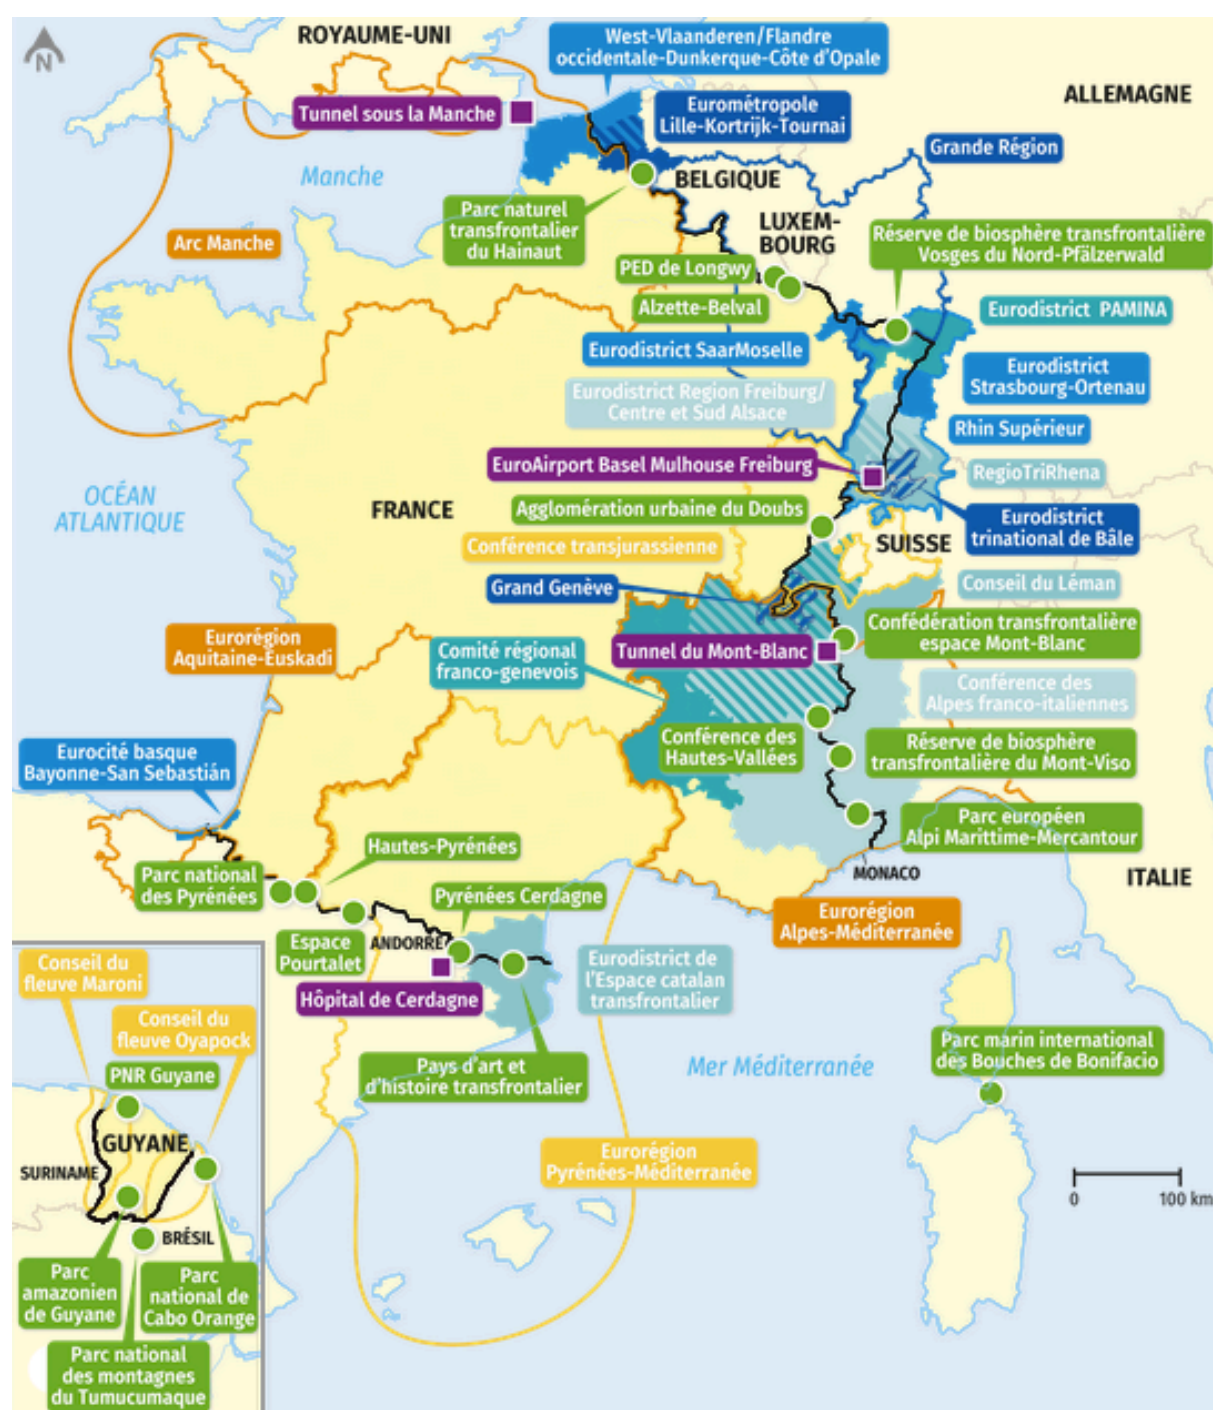 N
ROYAUME-UNI
West-Vlaanderen/Flandre
occidentale-Dunkerque-Côte d'Opale
ALLEMAGNE
Tunnel sous la Manche
Eurométropole
Lille-Kortrijk-Tournai
Grande Région
Manche
BELGIQUE
Parc naturel
transfrontalier
du Hainaut
Arc Manche
LUXEM-
BOURG
Réserve de biosphère transfrontalière
Vosges du Nord-Pfälzerwald
PED de Longwy
Alzette-Belval
Eurodistrict PAMINA
Eurodistrict SaarMoselle
Eurodistrict
Strasbourg-Ortenau
Eurodistrict Region Freiburg/
Centre et Sud Alsace
Rhin Supérieur
EuroAirport Basel Mulhouse Freiburg
RegioTriRhena
OCÉAN
ATLANTIQUE
FRANCE
Agglomération urbaine du Doubs
Eurodistrict
trinational de Bâle
Conférence transjurassienne
SUISSE
Grand Genève
Conseil du Léman
Eurorégion
Aquitaine-Euskadi
Comité régional
franco-genevois
Tunnel du Mont-Blanc
Confédération transfrontalière
espace Mont-Blanc
Conférence des
Alpes franco-italiennes
Eurocité basque
Bayonne-San Sebastián
Conférence des
Hautes-Vallées
Réserve de biosphère
transfrontalière du Mont-Viso
Parc européen
Alpi Marittime-Mercantour
Hautes-Pyrénées
MONACO
ITALIE
Parc national
des Pyrénées
Pyrénées Cerdagne
Eurorégion
Alpes-Méditerranée
Espace
Pourtalet
ANDORRE
Eurodistrict de
l'Espace catalan
transfrontalier
Hôpital de Cerdagne
Conseil du
fleuve Maroni
Conseil du
fleuve Oyapock
Pays d'art et
d'histoire transfrontalier
Mer Méditerranée
Parc marin international
des Bouches de Bonifacio
PNR Guyane
GUYANE
SURINAME
Eurorégion
Pyrénées-Méditerranée
0 100 km
BRÉSIL
Parc
amazonien
de Guyane
Parc
national de
Cabo Orange
Parc national
des montagnes
du Tumucumaque